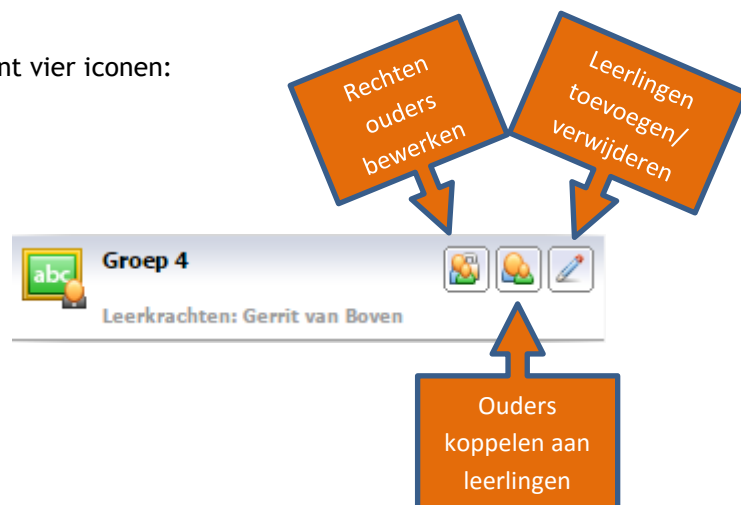 nt vier iconen:
Rechten
ouders
bewerken
Leerlingen
toevoegen/
verwijderen
abc
Groep 4
Leerkrachten: Gerrit van Boven
Ouders
koppelen aan
leerlingen